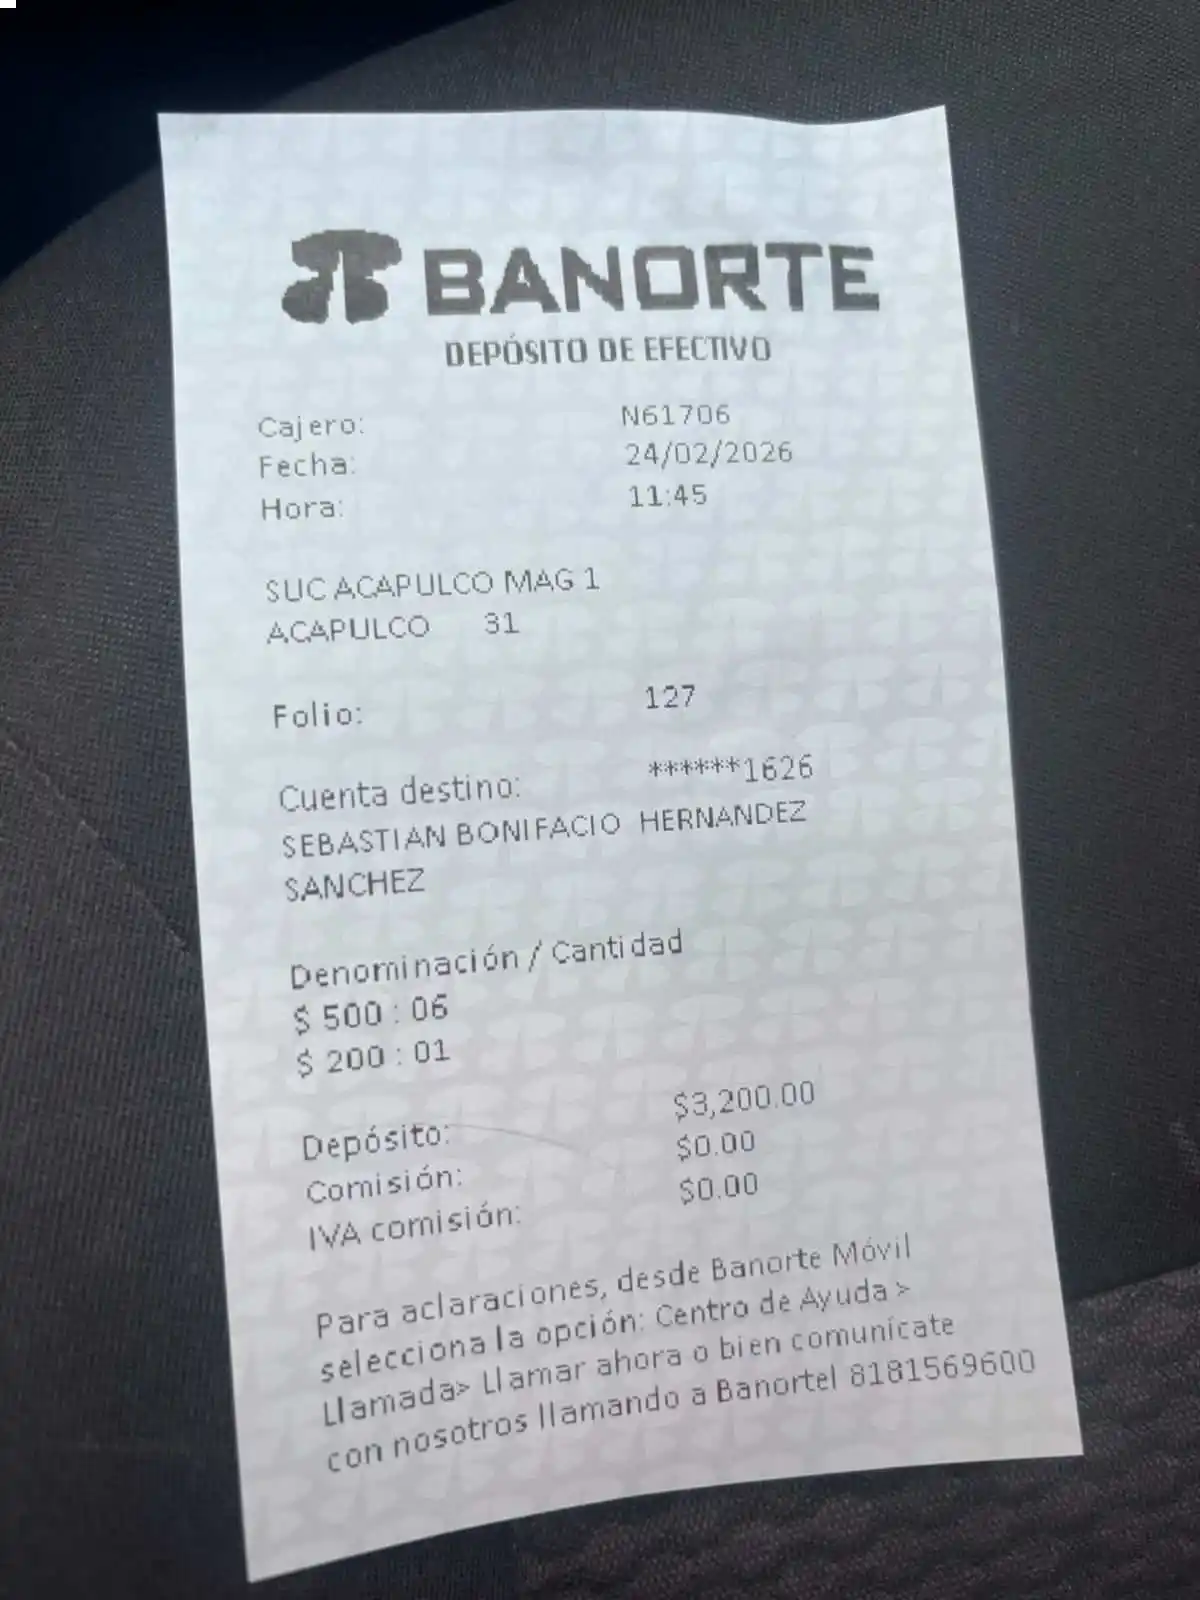 BANORTE
DEPÓSITO DE EFECTIVO
Cajero: N61706
Fecha: 24/02/2026
Hora: 11:45
SUC ACAPULCO MAG 1
ACAPULCO 31
Folio: 127
Cuenta destino: ******1626
SEBASTIAN BONIFACIO HERNANDEZ
SANCHEZ
Denominación / Cantidad
$ 500 : 06
$ 200 : 01
Depósito: $3,200.00
Comisión: $0.00
IVA comisión: $0.00
Para aclaraciones, desde Banorte Móvil
selecciona la opción: Centro de Ayuda >
Llamada> Llamar ahora o bien comunícate
con nosotros llamando a Banortel 8181569600